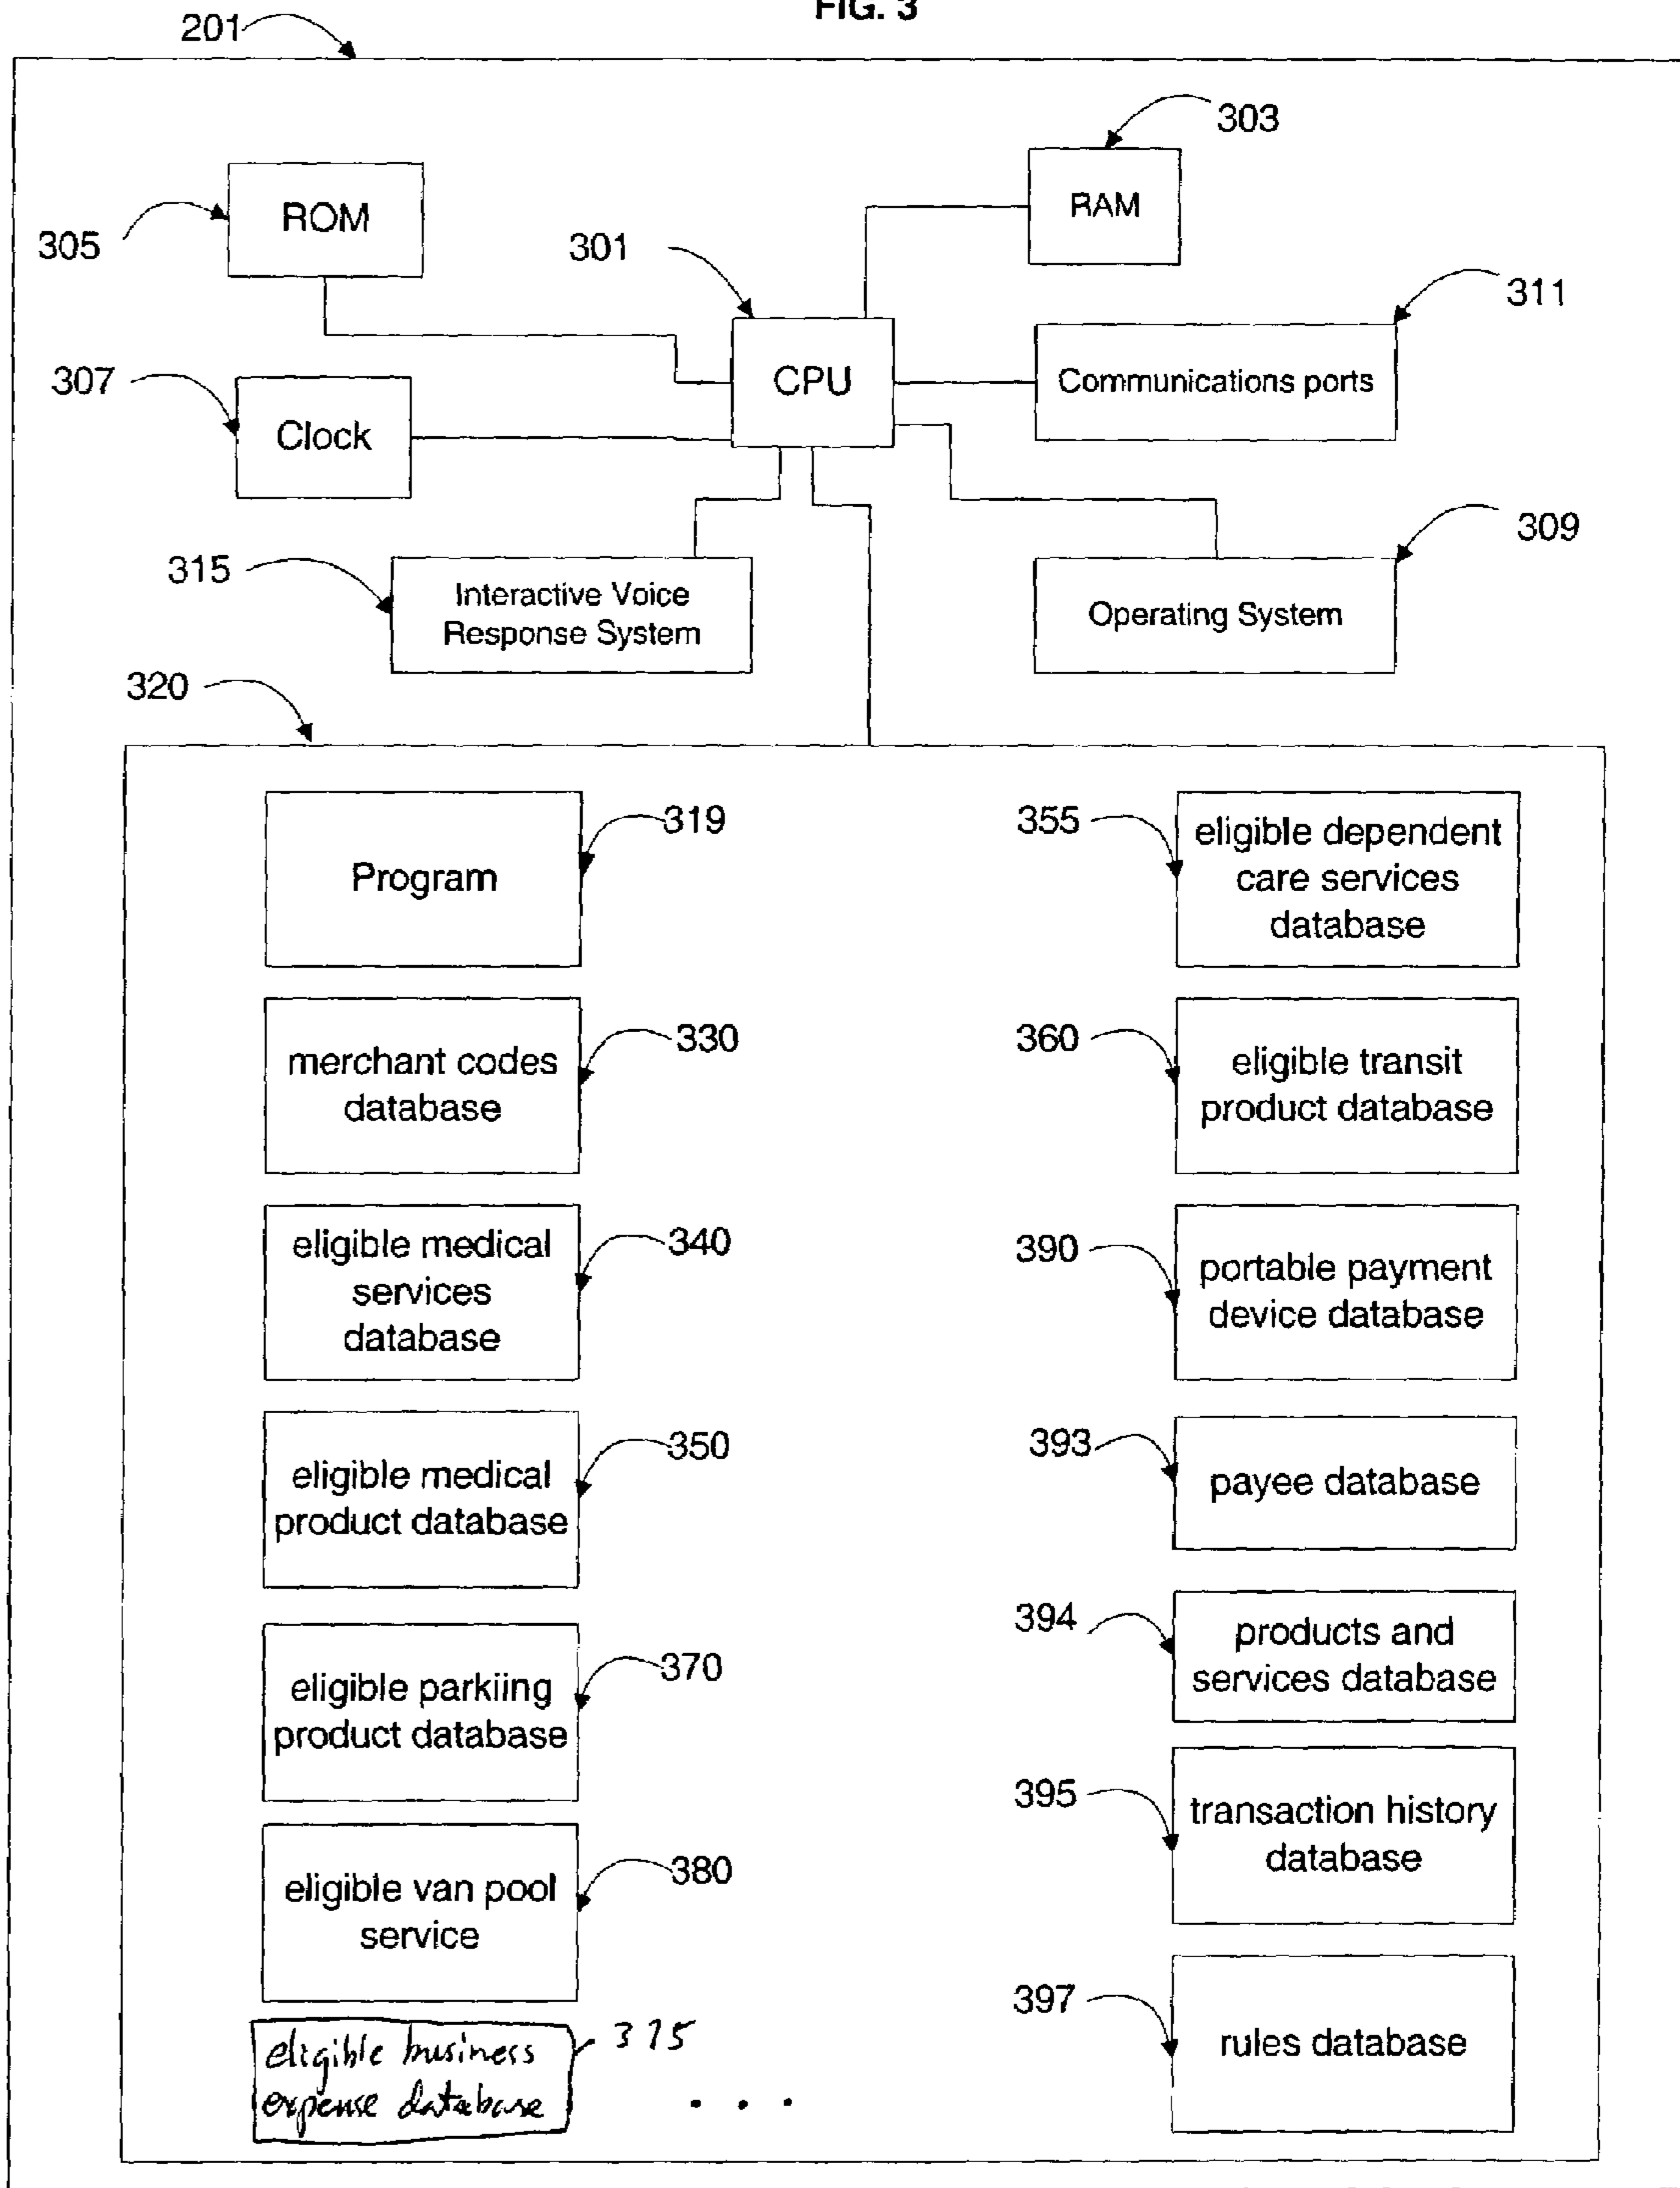 FIG. 3
201
303
ROM
RAM
305
301
311
307
CPU
Communications ports
Clock
309
315
Interactive Voice
Response System
Operating System
320
Program
319
355
eligible dependent
care services
database
merchant codes
database
330
360
eligible transit
product database
eligible medical
services
database
340
390
portable payment
device database
eligible medical
product database
350
393
payee database
eligible parkiing
product database
370
394
products and
services database
eligible van pool
service
380
395
transaction history
database
eligible business
expense database
375
. . .
397
rules database